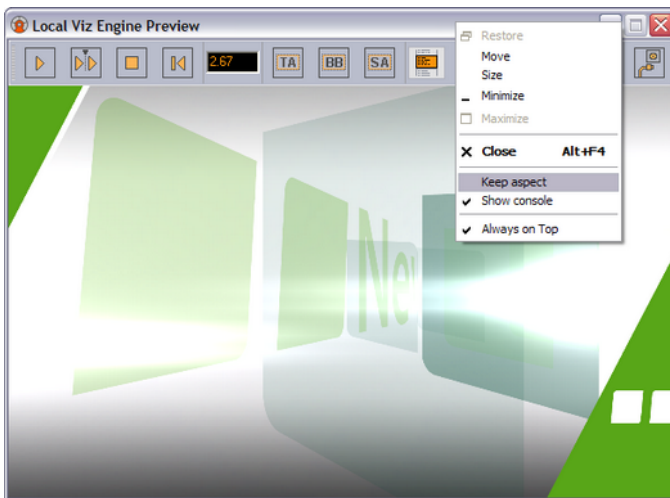 Local Viz Engine Preview
2.67
TA
BB
SA
Restore
Move
Size
Minimize
Maximize
Close Alt+F4
Keep aspect
Show console
Always on Top
Ne